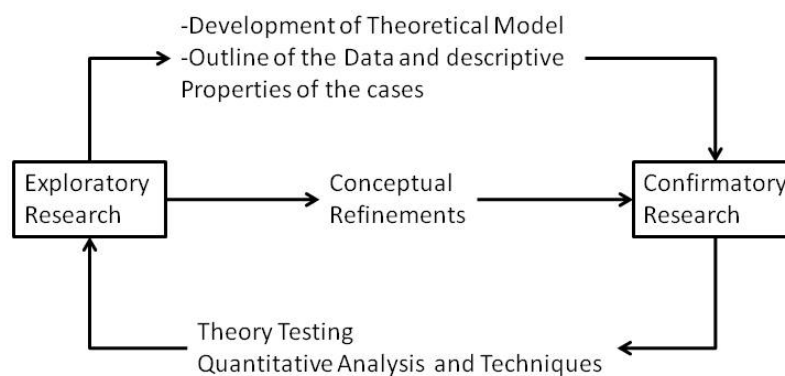 -Development of Theoretical Model
-Outline of the Data and descriptive
Properties of the cases
Exploratory
Research
Conceptual
Refinements
Confirmatory
Research
Theory Testing
Quantitative Analysis and Techniques